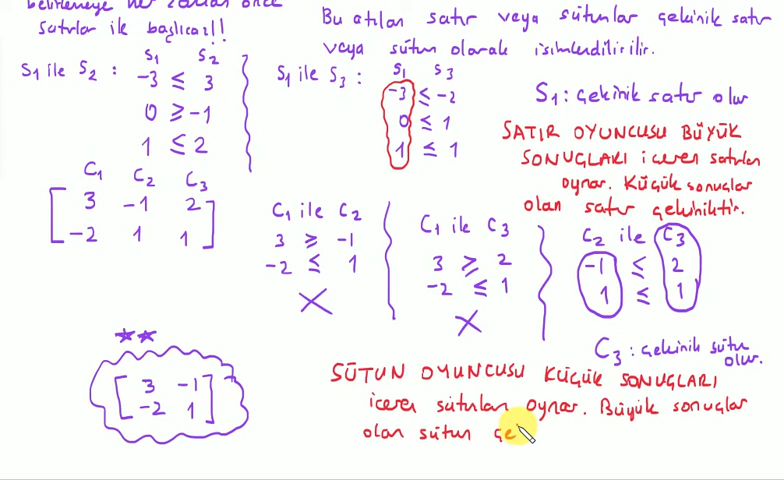 belirlemeye her zaman önce
satırlar ile başlıcaz!!
Bu atılan satır veya sütunlar çekinik satır
veya sütun olarak isimlerdilirilir.
S1 ile S2 :
S1 S2
-3 ≤ 3
0 ≥ -1
1 ≤ 2
S1 ile S3 :
S1 S3
-3 ≤ -2
0 ≤ 1
1 ≤ 1
S1 : çekinik satır olur
SATIR OYUNCUSU BÜYÜK
SONUÇLARI içeren satırları
oynar. Küçük sonuçlar
olan satır çekiniktir.
C1 C2 C3
3 -1 2
-2 1 1
C1 ile C2
3 ≥ -1
-2 ≤ 1
X
C1 ile C3
3 ≥ 2
-2 ≤ 1
X
C2 ile C3
-1 ≤ 2
1 ≤ 1
C3 : çekinik sütun
olur.
★★
3 -1
-2 1
SÜTUN OYUNCUSU KÜÇÜK SONUÇLARI
içeren sütunları oynar. Büyük sonuçlar
olan sütun çe